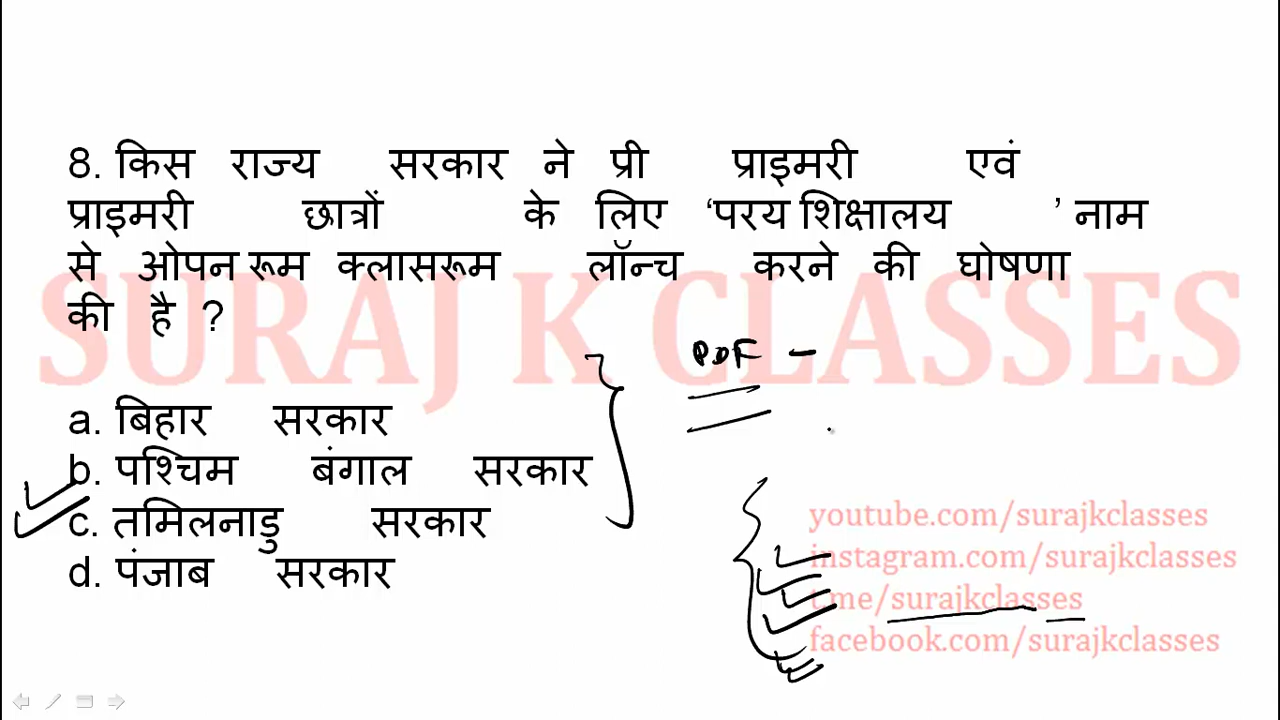 8. किस राज्य सरकार ने प्री प्राइमरी एवं
प्राइमरी छात्रों के लिए ‘परय शिक्षालय ’ नाम
से ओपन रूम क्लासरूम लॉन्च करने की घोषणा
की है ?
SURAJ K CLASSES
PDF -
a. बिहार सरकार
b. पश्चिम बंगाल सरकार
c. तमिलनाडु सरकार
d. पंजाब सरकार
youtube.com/surajkclasses
instagram.com/surajkclasses
t.me/surajkclasses
facebook.com/surajkclasses